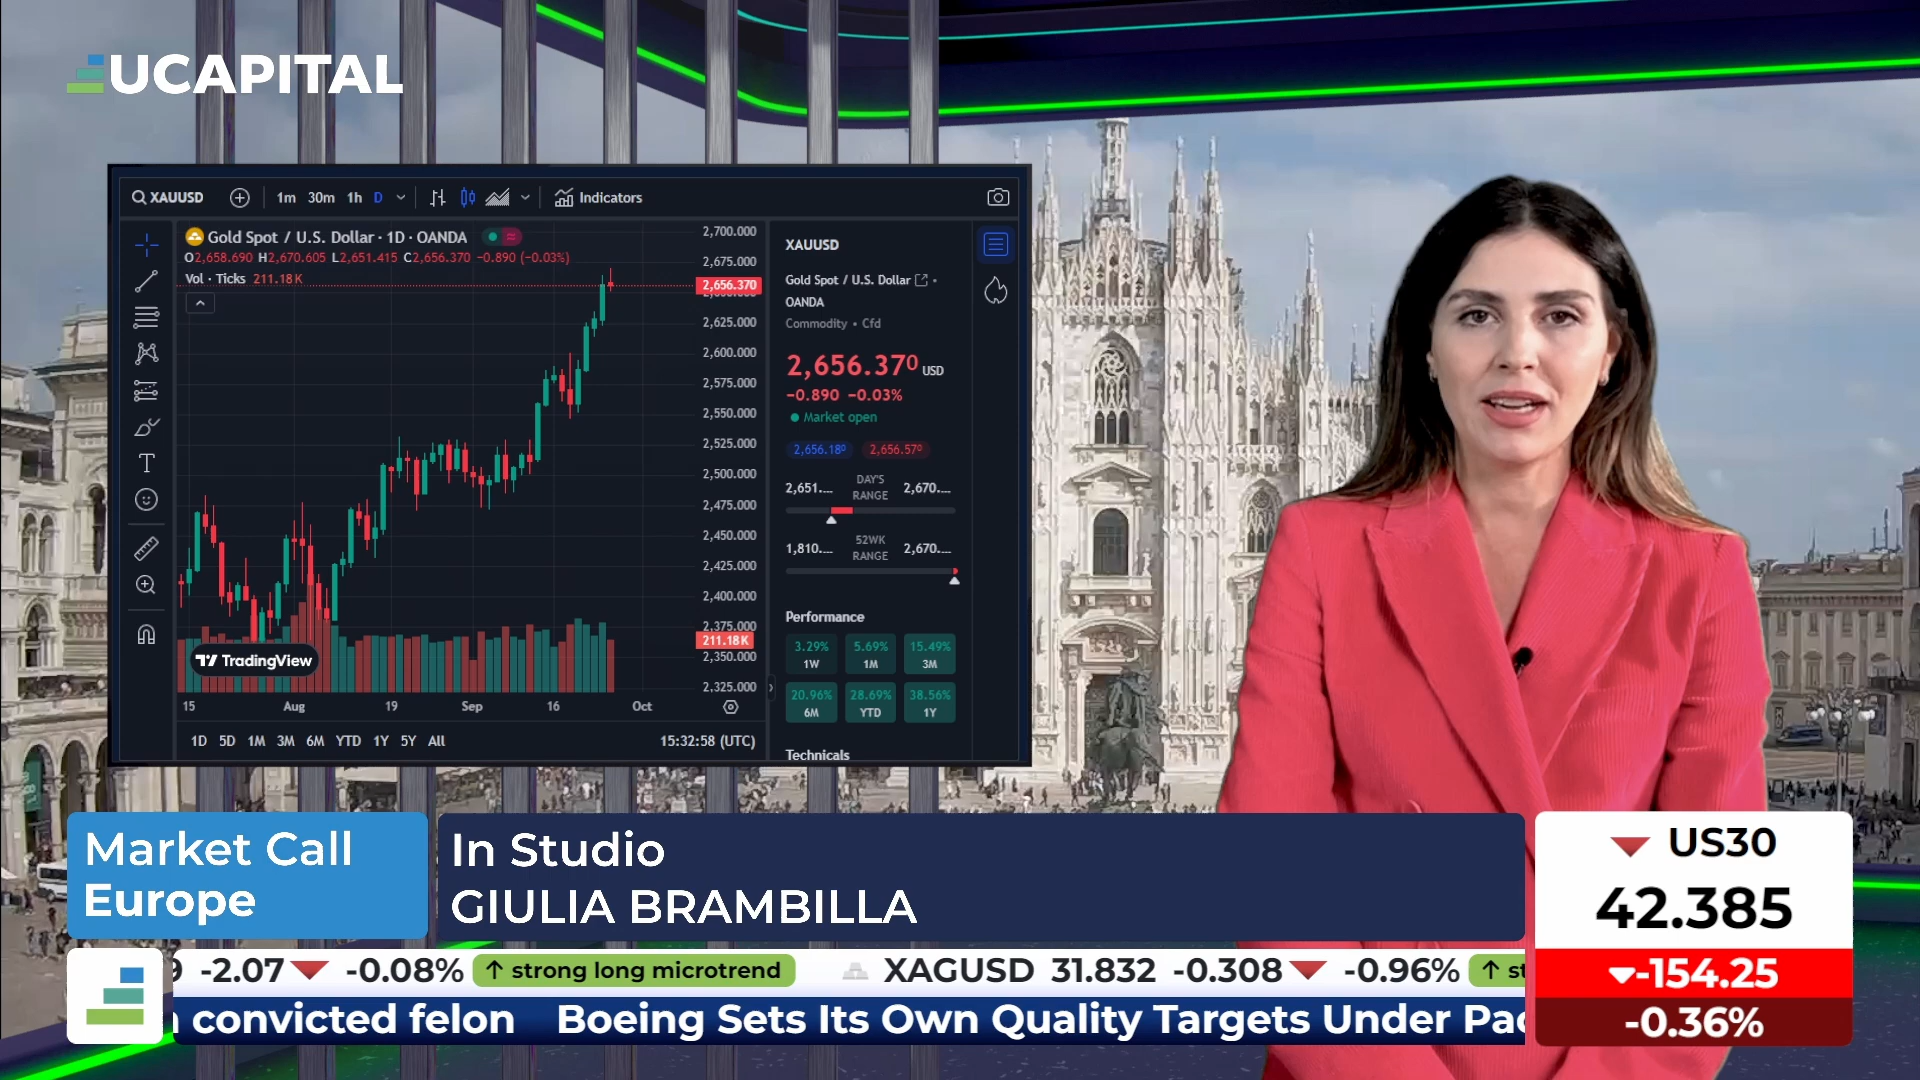 UCAPITAL
XAUUSD 1m 30m 1h D Indicators
Gold Spot / U.S. Dollar · 1D · OANDA
O2,658.690 H2,670.605 L2,651.415 C2,656.370 −0.890 (−0.03%)
Vol · Ticks 211.18K
2,700.000
2,675.000
2,656.370
2,625.000
2,600.000
2,575.000
2,550.000
2,525.000
2,500.000
2,475.000
2,450.000
2,425.000
2,400.000
2,375.000
211.18K
2,350.000
2,325.000
TradingView
15 Aug 19 Sep 16 Oct
1D 5D 1M 3M 6M YTD 1Y 5Y All 15:32:58 (UTC)
XAUUSD
Gold Spot / U.S. Dollar •
OANDA
Commodity • Cfd
2,656.370 USD
−0.890 −0.03%
Market open
2,656.180 2,656.570
2,651.... DAY'S RANGE 2,670....
1,810.... 52WK RANGE 2,670....
Performance
3.29% 5.69% 15.49%
1W 1M 3M
20.96% 28.69% 38.56%
6M YTD 1Y
Technicals
Market Call
Europe
In Studio
GIULIA BRAMBILLA
US30
42.385
-154.25
-0.36%
9 -2.07 -0.08% ↑ strong long microtrend XAGUSD 31.832 -0.308 -0.96% ↑ st
convicted felon Boeing Sets Its Own Quality Targets Under